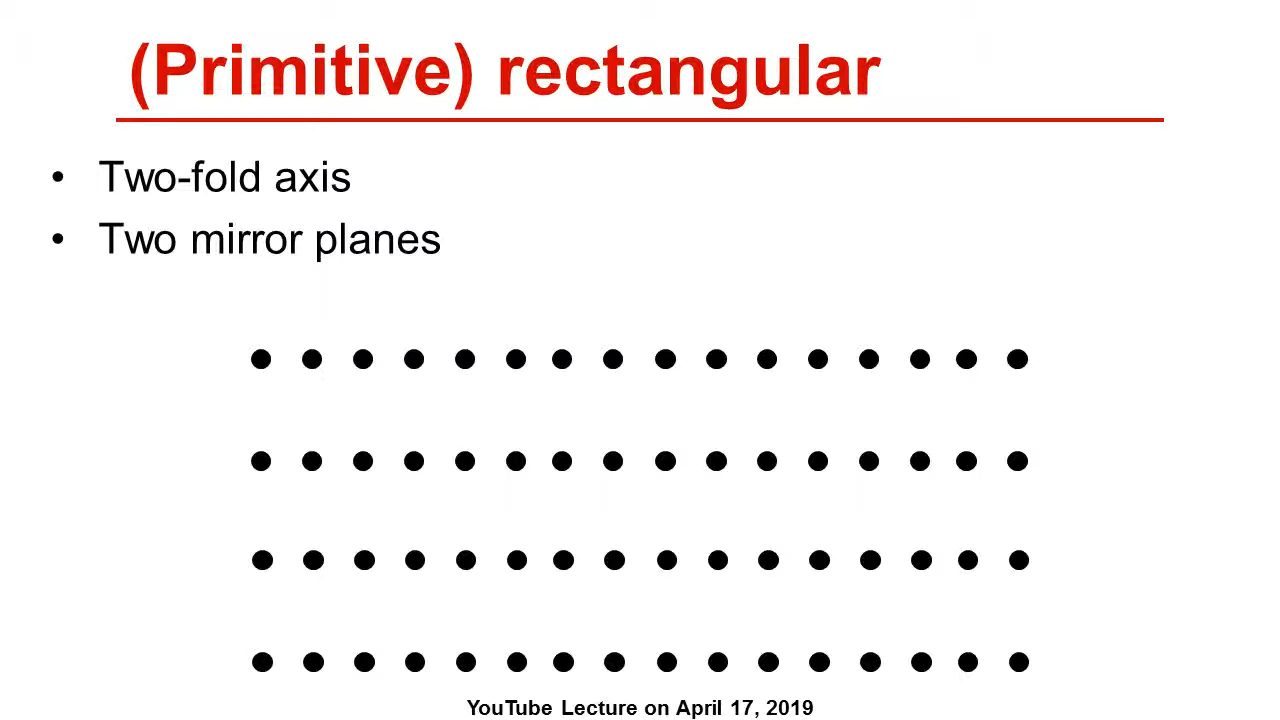 (Primitive) rectangular
• Two-fold axis
• Two mirror planes
YouTube Lecture on April 17, 2019